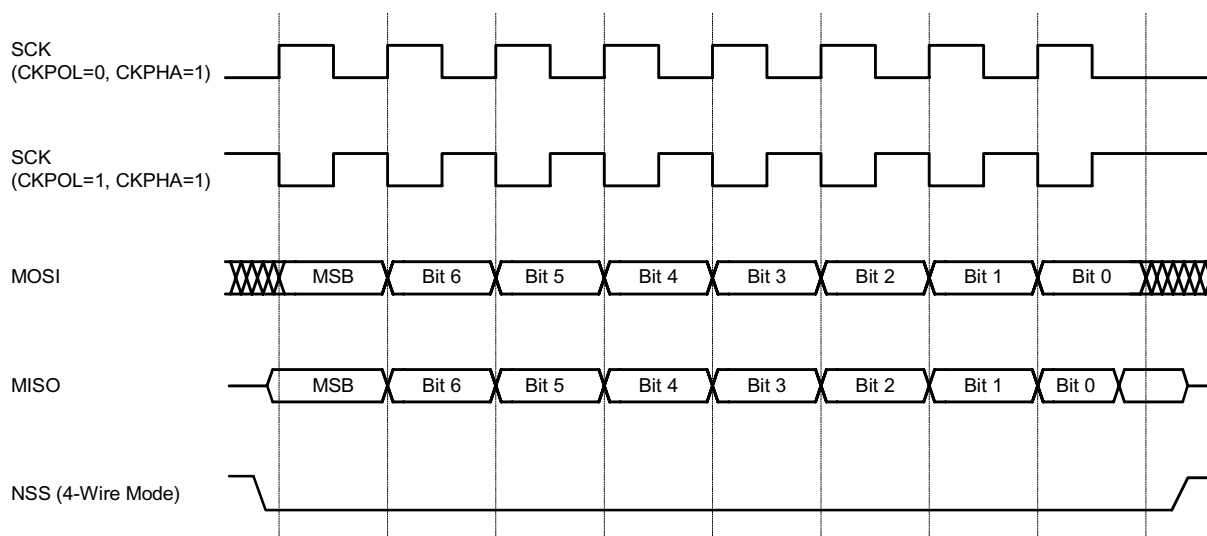 SCK
(CKPOL=0, CKPHA=1)
SCK
(CKPOL=1, CKPHA=1)
MOSI MSB Bit 6 Bit 5 Bit 4 Bit 3 Bit 2 Bit 1 Bit 0
MISO MSB Bit 6 Bit 5 Bit 4 Bit 3 Bit 2 Bit 1 Bit 0
NSS (4-Wire Mode)